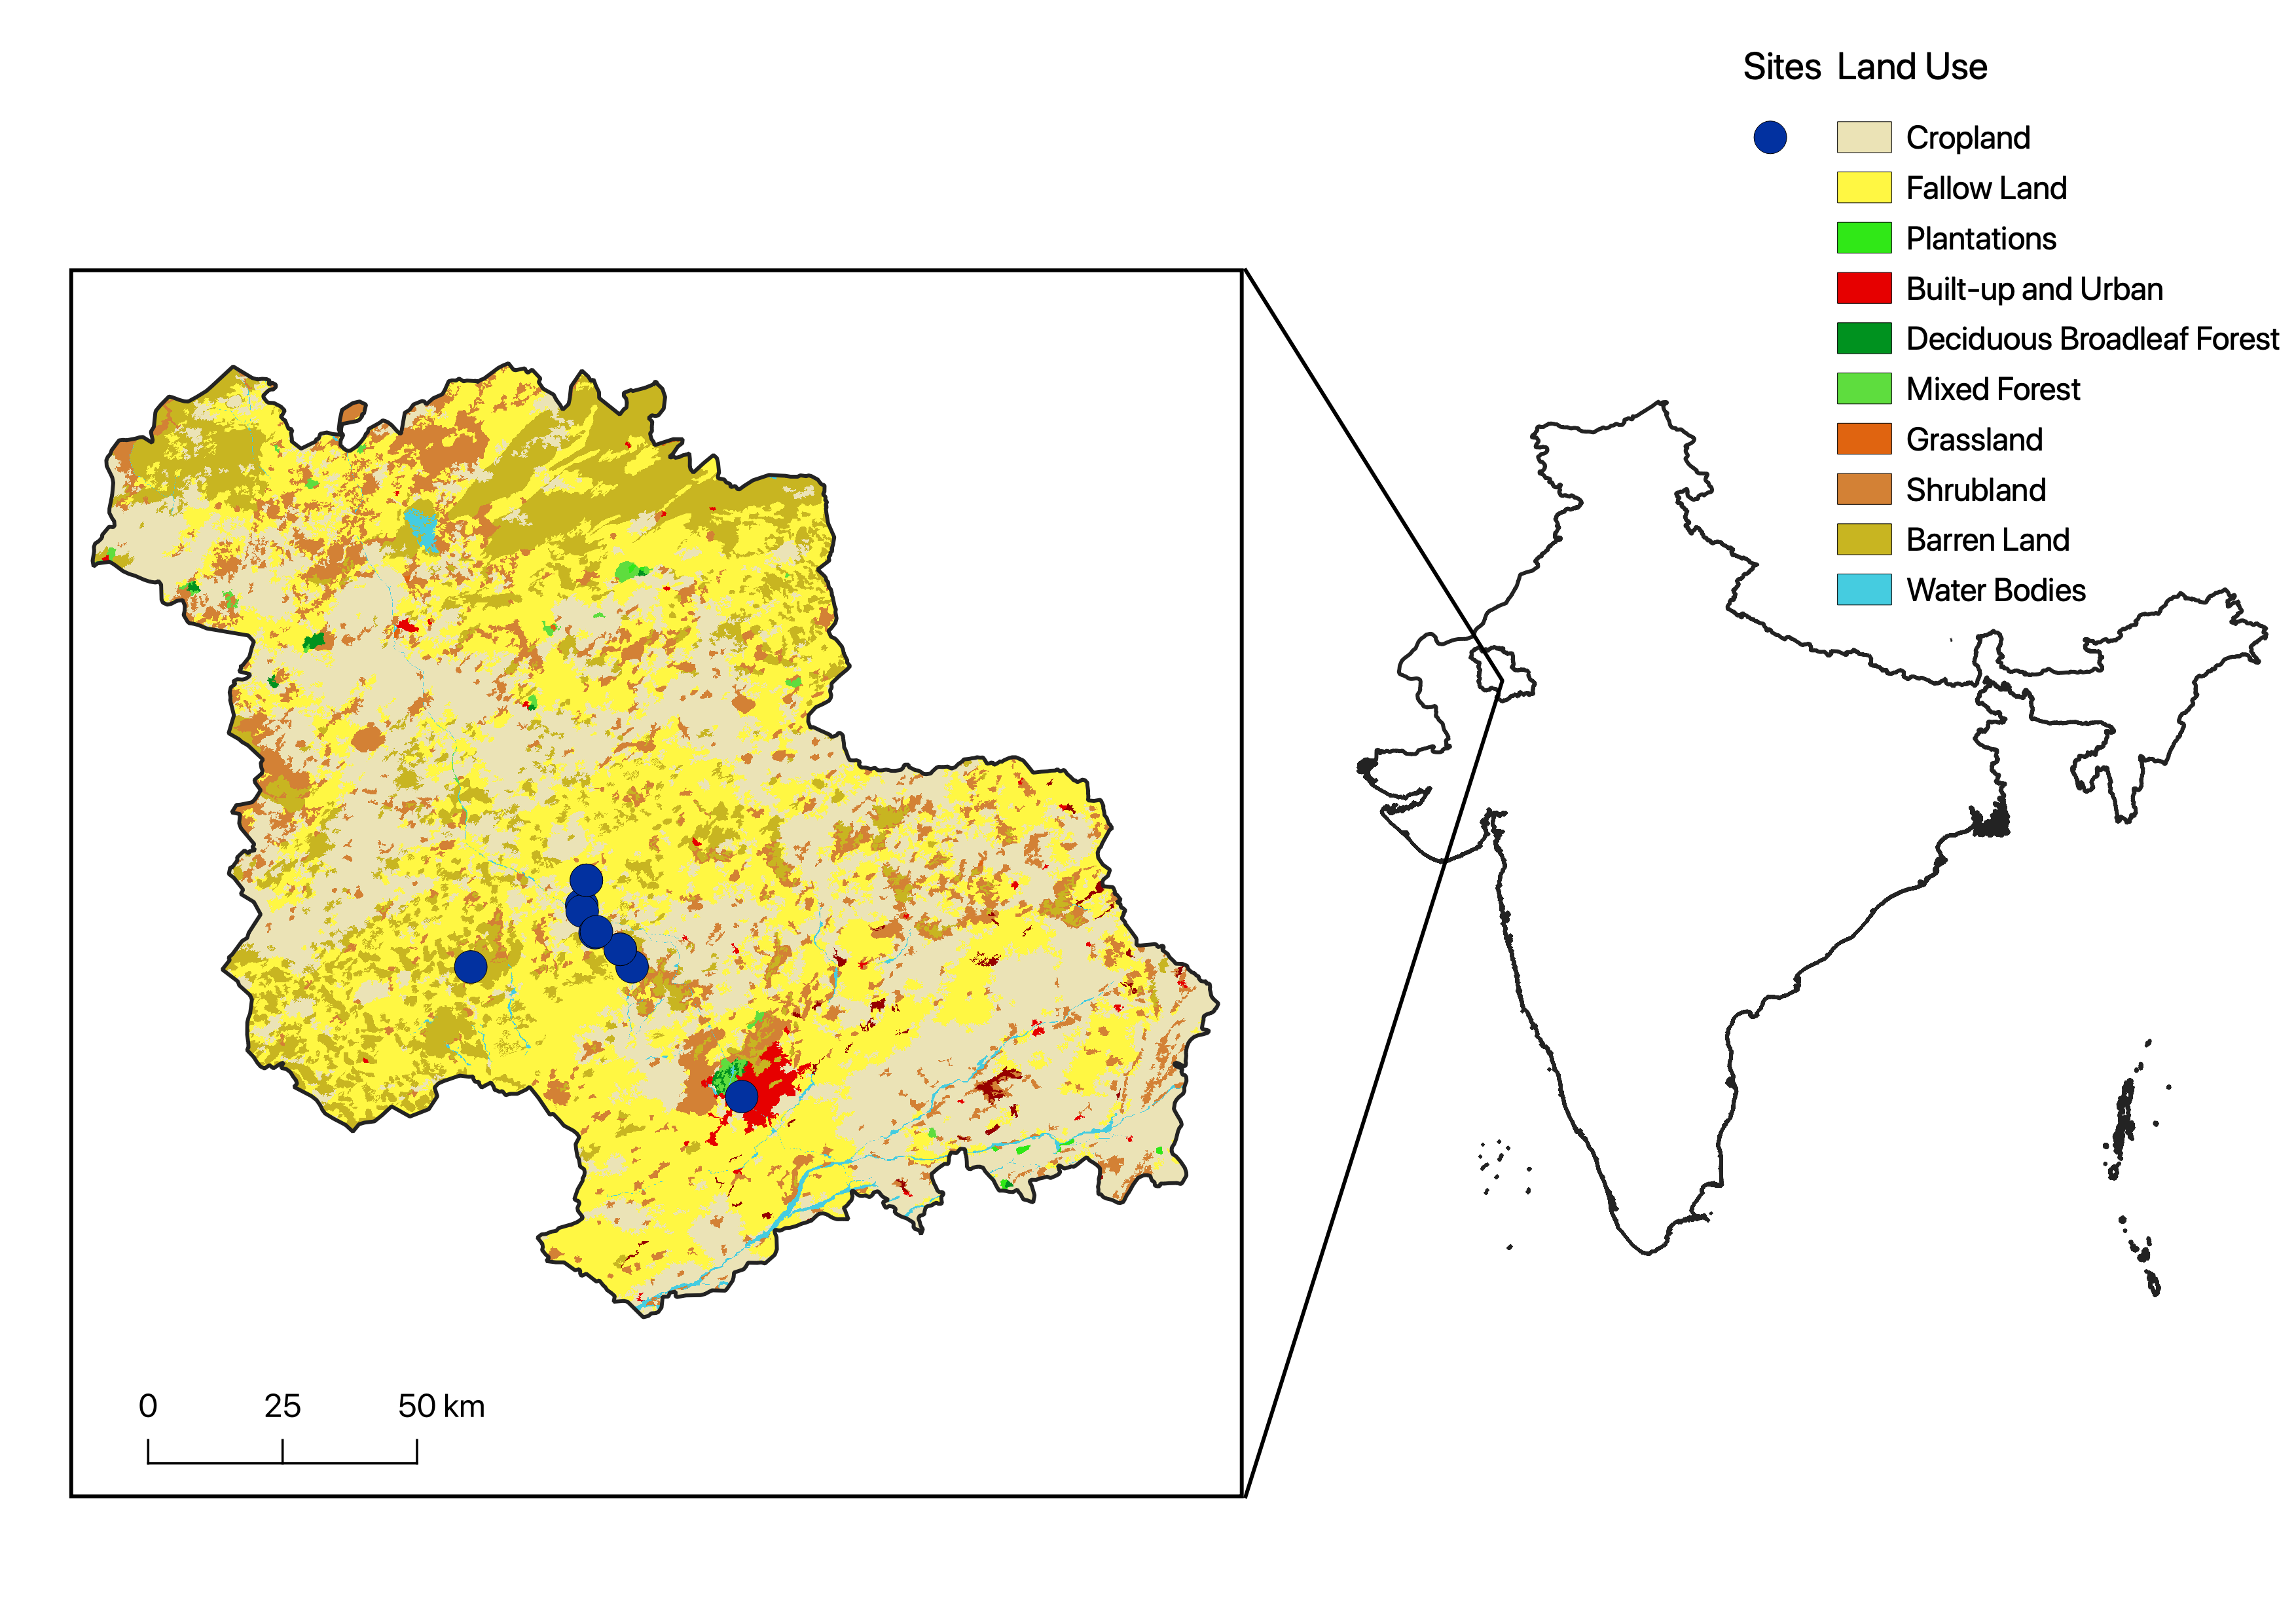 Sites Land Use
Cropland
Fallow Land
Plantations
Built-up and Urban
Deciduous Broadleaf Forest
Mixed Forest
Grassland
Shrubland
Barren Land
Water Bodies
0 25 50 km